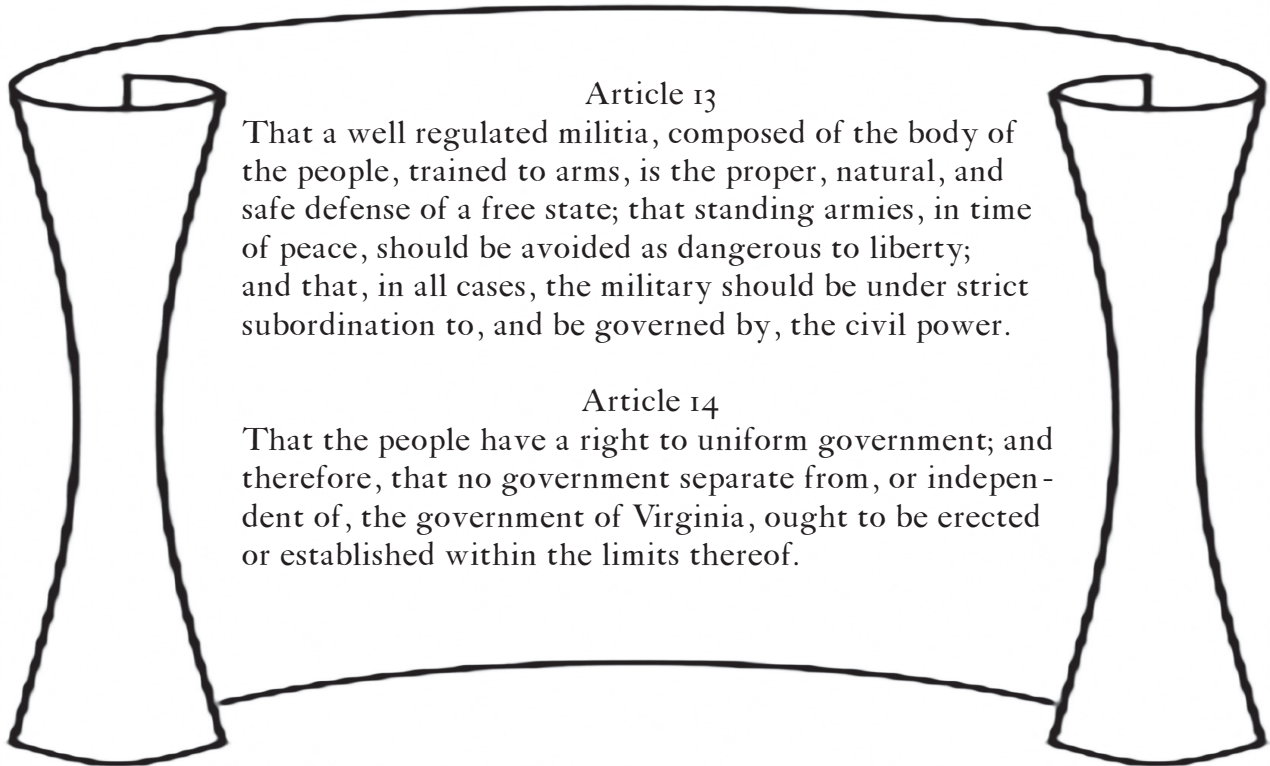 Article 13
That a well regulated militia, composed of the body of
the people, trained to arms, is the proper, natural, and
safe defense of a free state; that standing armies, in time
of peace, should be avoided as dangerous to liberty;
and that, in all cases, the military should be under strict
subordination to, and be governed by, the civil power.
Article 14
That the people have a right to uniform government; and
therefore, that no government separate from, or indepen-
dent of, the government of Virginia, ought to be erected
or established within the limits thereof.